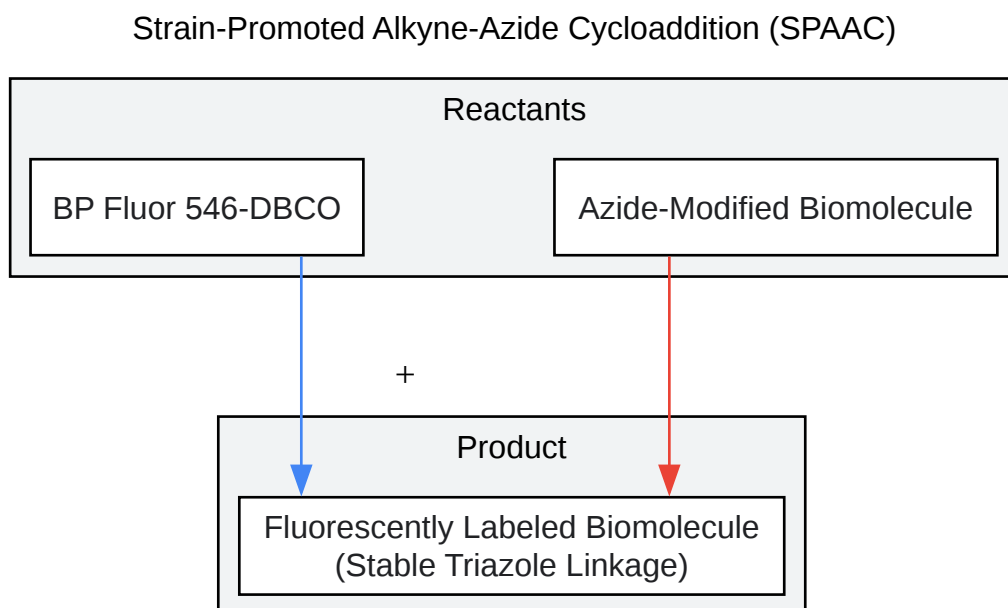 Strain-Promoted Alkyne-Azide Cycloaddition (SPAAC)
Reactants
BP Fluor 546-DBCO
Azide-Modified Biomolecule
+
Product
Fluorescently Labeled Biomolecule
(Stable Triazole Linkage)